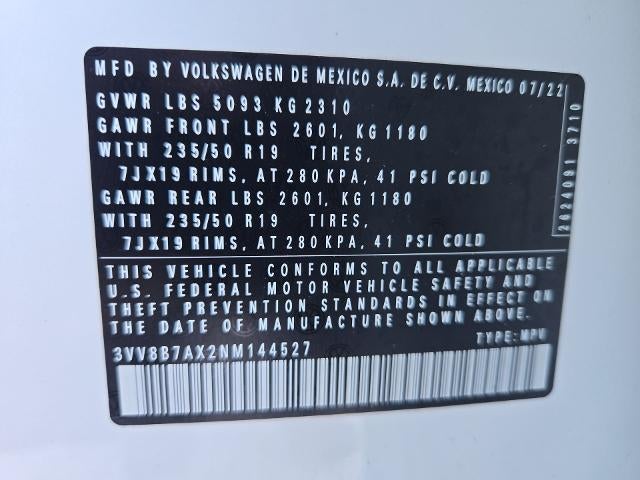 MFD BY VOLKSWAGEN DE MEXICO S.A. DE C.V. MEXICO 07/22
GVWR LBS 5093 KG 2310
GAWR FRONT LBS 2601, KG 1180
WITH 235/50 R19 TIRES,
7JX19 RIMS, AT 280 KPA, 41 PSI COLD
GAWR REAR LBS 2601, KG 1180
WITH 235/50 R19 TIRES,
7JX19 RIMS, AT 280 KPA, 41 PSI COLD
THIS VEHICLE CONFORMS TO ALL APPLICABLE
U.S. FEDERAL MOTOR VEHICLE SAFETY AND
THEFT PREVENTION STANDARDS IN EFFECT ON
THE DATE OF MANUFACTURE SHOWN ABOVE.
3VV8B7AX2NM144527 TYPE: MPV
2624091 3710